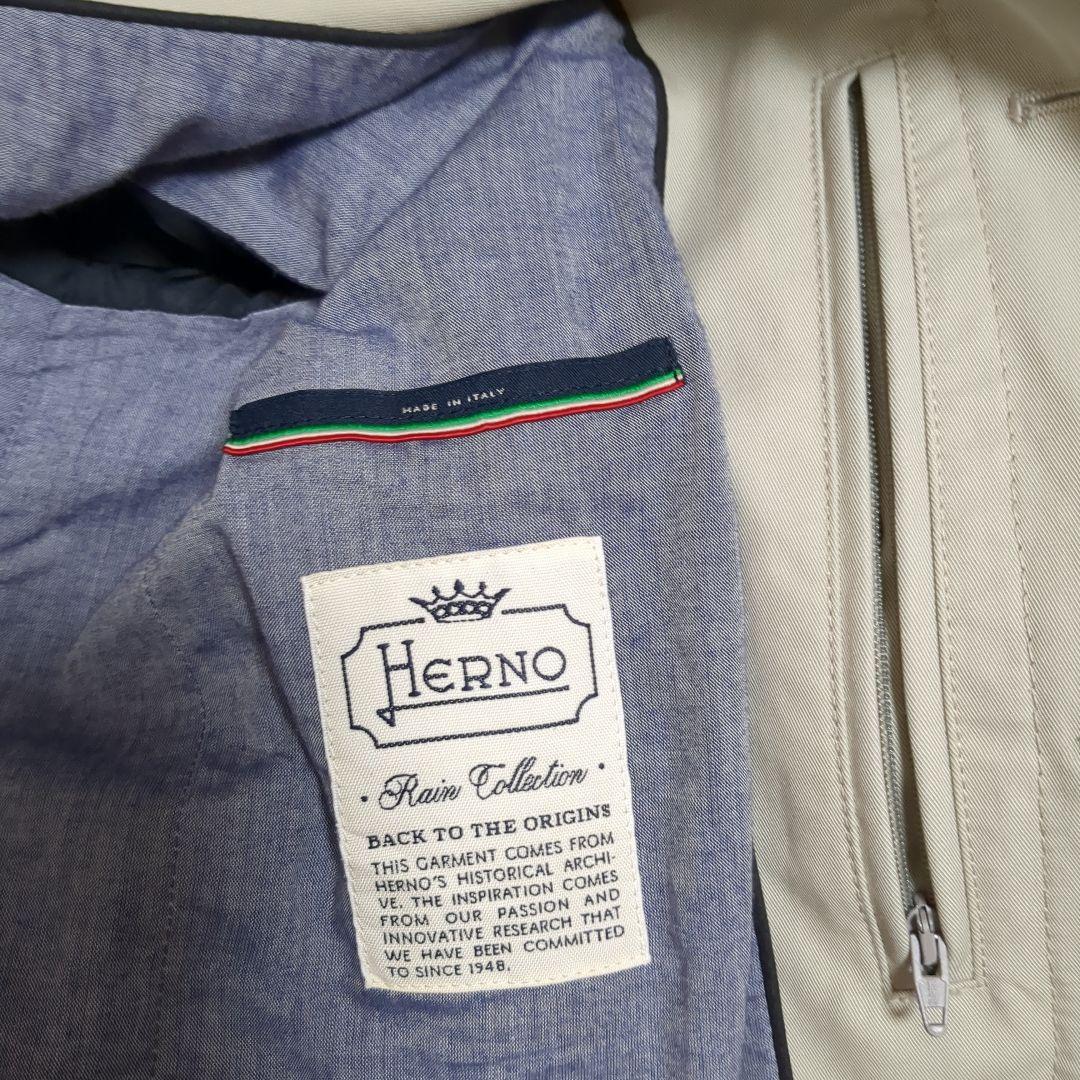 MADE IN ITALY
HERNO
• Rain Collection •
BACK TO THE ORIGINS
THIS GARMENT COMES FROM
HERNO'S HISTORICAL ARCHI-
VE. THE INSPIRATION COMES
FROM OUR PASSION AND
INNOVATIVE RESEARCH THAT
WE HAVE BEEN COMMITTED
TO SINCE 1948.